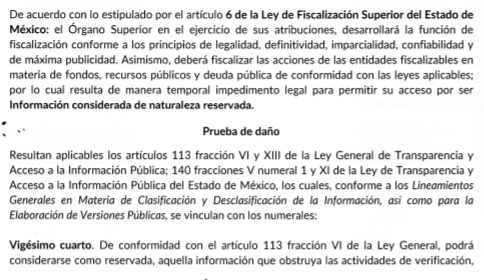 De acuerdo con lo estipulado por el artículo 6 de la Ley de Fiscalización Superior del Estado de
México: el Órgano Superior en el ejercicio de sus atribuciones, desarrollará la función de
fiscalización conforme a los principios de legalidad, definitividad, imparcialidad, confiabilidad y
de máxima publicidad. Asimismo, deberá fiscalizar las acciones de las entidades fiscalizables en
materia de fondos, recursos públicos y deuda pública de conformidad con las leyes aplicables;
por lo cual resulta de manera temporal impedimento legal para permitir su acceso por ser
Información considerada de naturaleza reservada.
Prueba de daño
Resultan aplicables los artículos 113 fracción VI y XIII de la Ley General de Transparencia y
Acceso a la Información Pública; 140 fracciones V numeral 1 y XI de la Ley de Transparencia y
Acceso a la Información Pública del Estado de México, los cuales, conforme a los Lineamientos
Generales en Materia de Clasificación y Desclasificación de la Información, así como para la
Elaboración de Versiones Públicas, se vinculan con los numerales:
Vigésimo cuarto. De conformidad con el artículo 113 fracción VI de la Ley General, podrá
considerarse como reservada, aquella información que obstruya las actividades de verificación,